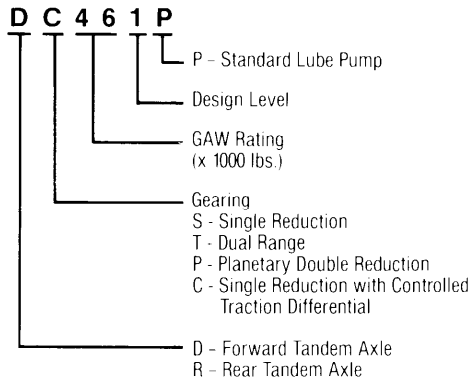 D C 4 6 1 P
P - Standard Lube Pump
Design Level
GAW Rating
(x 1000 lbs.)
Gearing
S - Single Reduction
T - Dual Range
P - Planetary Double Reduction
C - Single Reduction with Controlled
Traction Differential
D - Forward Tandem Axle
R - Rear Tandem Axle